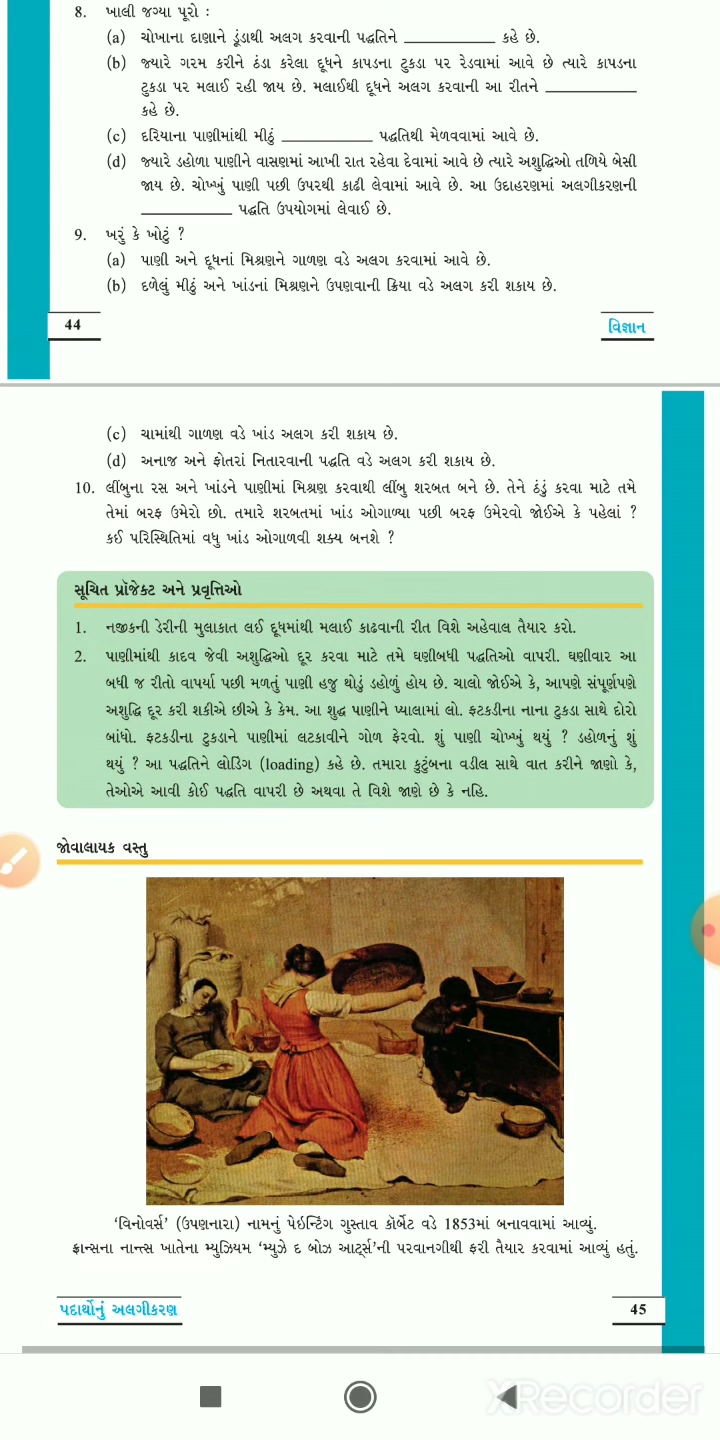 8. ખાલી જગ્યા પૂરો :
(a) ચોખાના દાણાને ડૂંડાથી અલગ કરવાની પદ્ધતિને ____________ કહે છે.
(b) જ્યારે ગરમ કરીને ઠંડા કરેલા દૂધને કાપડના ટુકડા પર રેડવામાં આવે છે ત્યારે કાપડના
ટુકડા પર મલાઈ રહી જાય છે. મલાઈથી દૂધને અલગ કરવાની આ રીતને ____________
કહે છે.
(c) દરિયાના પાણીમાંથી મીઠું ____________ પદ્ધતિથી મેળવવામાં આવે છે.
(d) જ્યારે ડહોળા પાણીને વાસણમાં આખી રાત રહેવા દેવામાં આવે છે ત્યારે અશુદ્ધિઓ તળિયે બેસી
જાય છે. ચોખ્ખું પાણી પછી ઉપરથી કાઢી લેવામાં આવે છે. આ ઉદાહરણમાં અલગીકરણની
____________ પદ્ધતિ ઉપયોગમાં લેવાઈ છે.
9. ખરું કે ખોટું ?
(a) પાણી અને દૂધનાં મિશ્રણને ગાળણ વડે અલગ કરવામાં આવે છે.
(b) દળેલું મીઠું અને ખાંડનાં મિશ્રણને ઉપણવાની ક્રિયા વડે અલગ કરી શકાય છે.
44 વિજ્ઞાન
(c) ચામાંથી ગાળણ વડે ખાંડ અલગ કરી શકાય છે.
(d) અનાજ અને ફોતરાં નિતારવાની પદ્ધતિ વડે અલગ કરી શકાય છે.
10. લીંબુના રસ અને ખાંડને પાણીમાં મિશ્રણ કરવાથી લીંબુ શરબત બને છે. તેને ઠંડું કરવા માટે તમે
તેમાં બરફ ઉમેરો છો. તમારે શરબતમાં ખાંડ ઓગાળ્યા પછી બરફ ઉમેરવો જોઈએ કે પહેલાં ?
કઈ પરિસ્થિતિમાં વધુ ખાંડ ઓગાળવી શક્ય બનશે ?
સૂચિત પ્રૉજેક્ટ અને પ્રવૃત્તિઓ
1. નજીકની ડેરીની મુલાકાત લઈ દૂધમાંથી મલાઈ કાઢવાની રીત વિશે અહેવાલ તૈયાર કરો.
2. પાણીમાંથી કાદવ જેવી અશુદ્ધિઓ દૂર કરવા માટે તમે ઘણીબધી પદ્ધતિઓ વાપરી. ઘણીવાર આ
બધી જ રીતો વાપર્યા પછી મળતું પાણી હજુ થોડું ડહોળું હોય છે. ચાલો જોઈએ કે, આપણે સંપૂર્ણપણે
અશુદ્ધિ દૂર કરી શકીએ છીએ કે કેમ. આ શુદ્ધ પાણીને પ્યાલામાં લો. ફટકડીના નાના ટુકડા સાથે દોરો
બાંધો. ફટકડીના ટુકડાને પાણીમાં લટકાવીને ગોળ ફેરવો. શું પાણી ચોખ્ખું થયું ? ડહોળનું શું
થયું ? આ પદ્ધતિને લોડિંગ (loading) કહે છે. તમારા કુટુંબના વડીલ સાથે વાત કરીને જાણો કે,
તેઓએ આવી કોઈ પદ્ધતિ વાપરી છે અથવા તે વિશે જાણે છે કે નહિ.
જોવાલાયક વસ્તુ
‘વિનોવર્સ’ (ઉપણનારા) નામનું પેઇન્ટિંગ ગુસ્તાવ કૉર્બેટ વડે 1853માં બનાવવામાં આવ્યું.
ફ્રાન્સના નાન્ત્સ ખાતેના મ્યુઝિયમ ‘મ્યુઝે દ બોઝ આર્ટ્સ’ની પરવાનગીથી ફરી તૈયાર કરવામાં આવ્યું હતું.
પદાર્થોનું અલગીકરણ 45
XRecorder